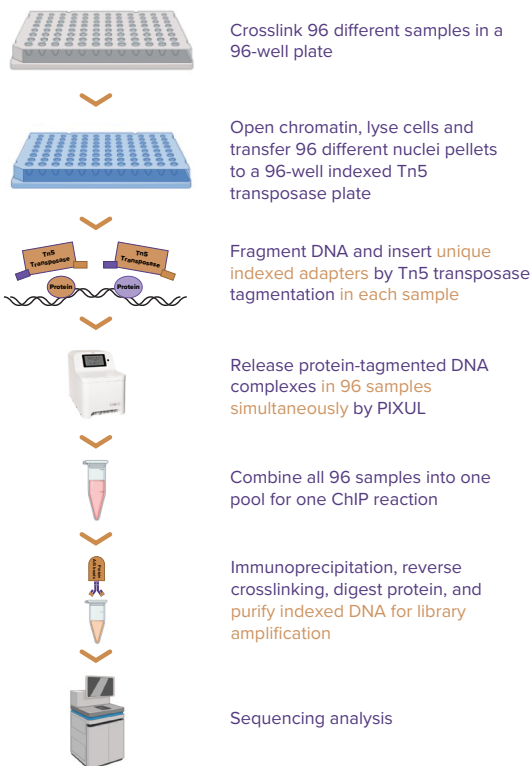 Crosslink 96 different samples in a
96-well plate
Open chromatin, lyse cells and
transfer 96 different nuclei pellets
to a 96-well indexed Tn5
transposase plate
Tn5
Transposase
Tn5
Transposase
Protein
Protein
Fragment DNA and insert unique
indexed adapters by Tn5 transposase
tagmentation in each sample
Release protein-tagmented DNA
complexes in 96 samples
simultaneously by PIXUL
Combine all 96 samples into one
pool for one ChIP reaction
Protein
Immunoprecipitation, reverse
crosslinking, digest protein, and
purify indexed DNA for library
amplification
Sequencing analysis